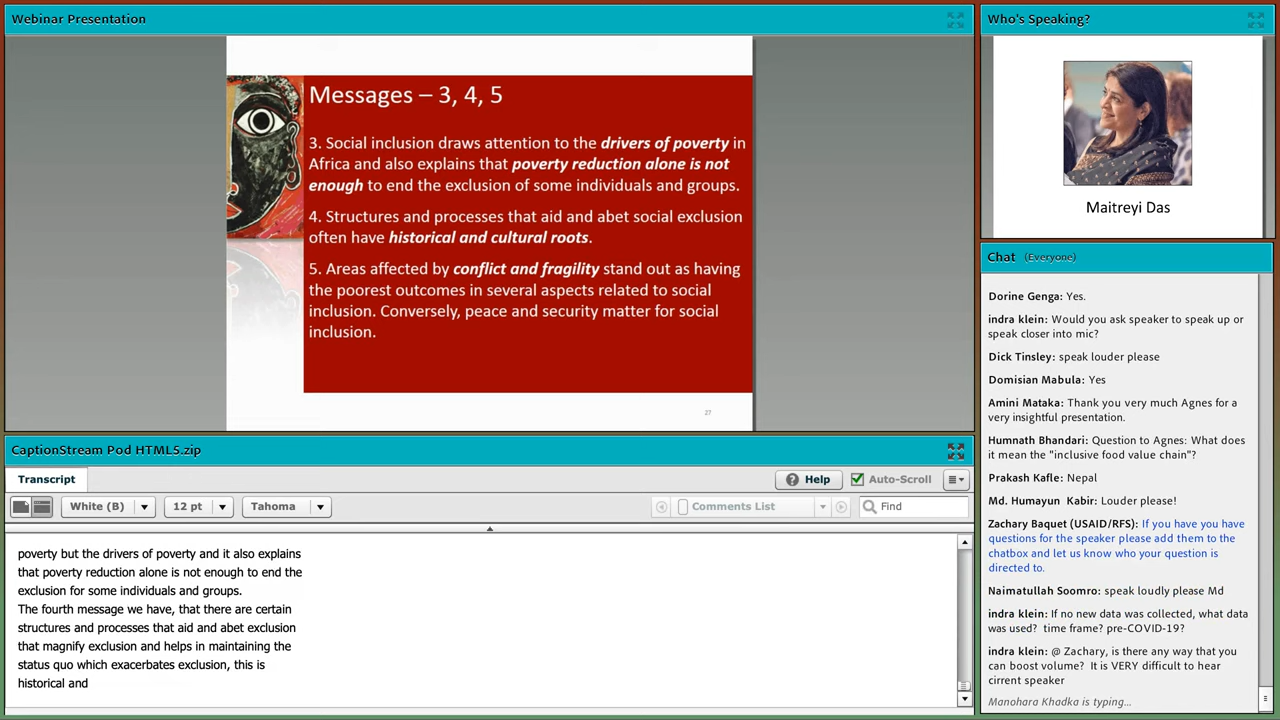 Webinar Presentation
Messages – 3, 4, 5
3. Social inclusion draws attention to the drivers of poverty in
Africa and also explains that poverty reduction alone is not
enough to end the exclusion of some individuals and groups.
4. Structures and processes that aid and abet social exclusion
often have historical and cultural roots.
5. Areas affected by conflict and fragility stand out as having
the poorest outcomes in several aspects related to social
inclusion. Conversely, peace and security matter for social
inclusion.
27
Who's Speaking?
Maitreyi Das
Chat (Everyone)
Dorine Genga: Yes.
indra klein: Would you ask speaker to speak up or
speak closer into mic?
Dick Tinsley: speak louder please
Domisian Mabula: Yes
Amini Mataka: Thank you very much Agnes for a
very insightful presentation.
Humnath Bhandari: Question to Agnes: What does
it mean the "inclusive food value chain"?
Prakash Kafle: Nepal
Md. Humayun Kabir: Louder please!
Zachary Baquet (USAID/RFS): If you have you have
questions for the speaker please add them to the
chatbox and let us know who your question is
directed to.
Naimatullah Soomro: speak loudly please Md
indra klein: If no new data was collected, what data
was used? time frame? pre-COVID-19?
indra klein: @ Zachary, is there any way that you
can boost volume? It is VERY difficult to hear
cirrent speaker
Manohara Khadka is typing...
CaptionStream Pod HTML5.zip
Transcript
Help
Auto-Scroll
White (B)
12 pt
Tahoma
Comments List
Find
poverty but the drivers of poverty and it also explains
that poverty reduction alone is not enough to end the
exclusion for some individuals and groups.
The fourth message we have, that there are certain
structures and processes that aid and abet exclusion
that magnify exclusion and helps in maintaining the
status quo which exacerbates exclusion, this is
historical and